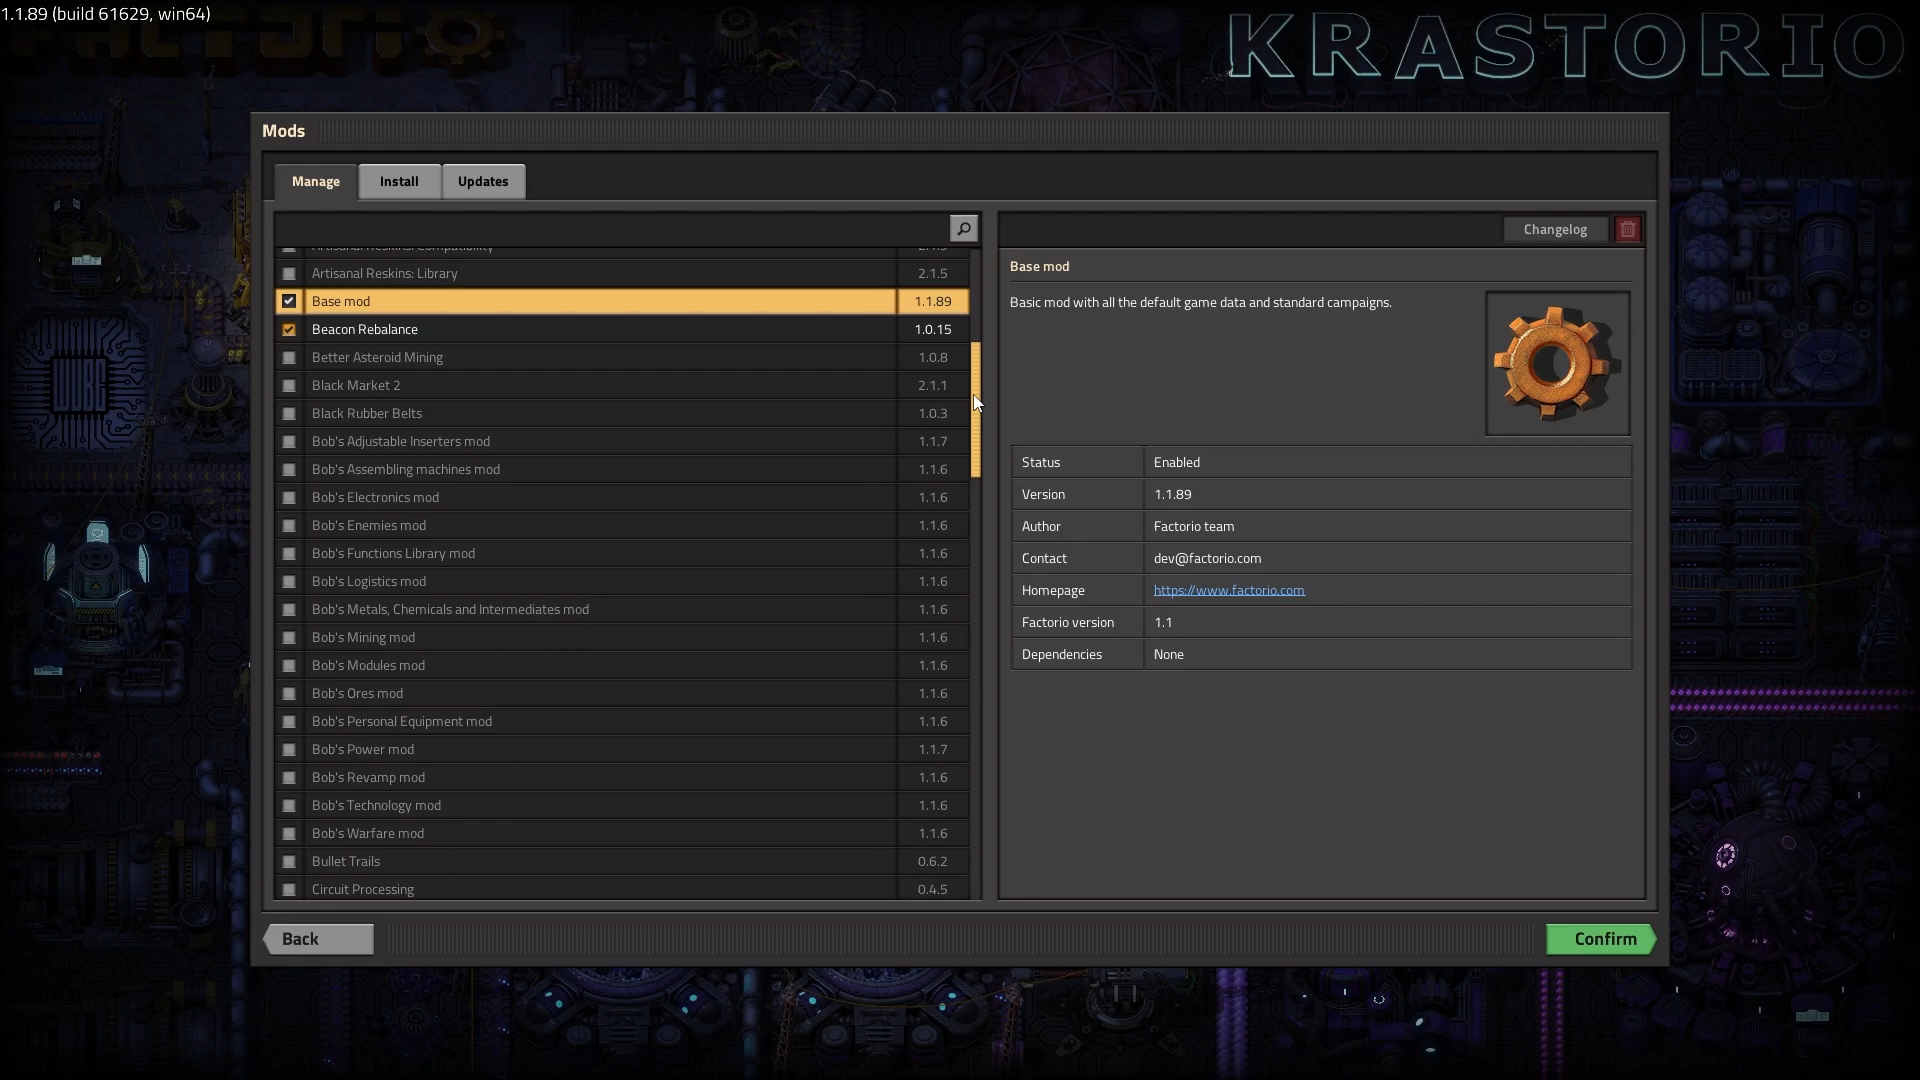 1.1.89 (build 61629, win64)
FACTORIO
KRASTORIO
Mods
Manage Install Updates
Changelog
Artisanal Reskins: Compatibility
Artisanal Reskins: Library 2.1.5
Base mod 1.1.89
Beacon Rebalance 1.0.15
Better Asteroid Mining 1.0.8
Black Market 2 2.1.1
Black Rubber Belts 1.0.3
Bob's Adjustable Inserters mod 1.1.7
Bob's Assembling machines mod 1.1.6
Bob's Electronics mod 1.1.6
Bob's Enemies mod 1.1.6
Bob's Functions Library mod 1.1.6
Bob's Logistics mod 1.1.6
Bob's Metals, Chemicals and Intermediates mod 1.1.6
Bob's Mining mod 1.1.6
Bob's Modules mod 1.1.6
Bob's Ores mod 1.1.6
Bob's Personal Equipment mod 1.1.6
Bob's Power mod 1.1.7
Bob's Revamp mod 1.1.6
Bob's Technology mod 1.1.6
Bob's Warfare mod 1.1.6
Bullet Trails 0.6.2
Circuit Processing 0.4.5
Base mod
Basic mod with all the default game data and standard campaigns.
Status Enabled
Version 1.1.89
Author Factorio team
Contact dev@factorio.com
Homepage https://www.factorio.com
Factorio version 1.1
Dependencies None
Back
Confirm